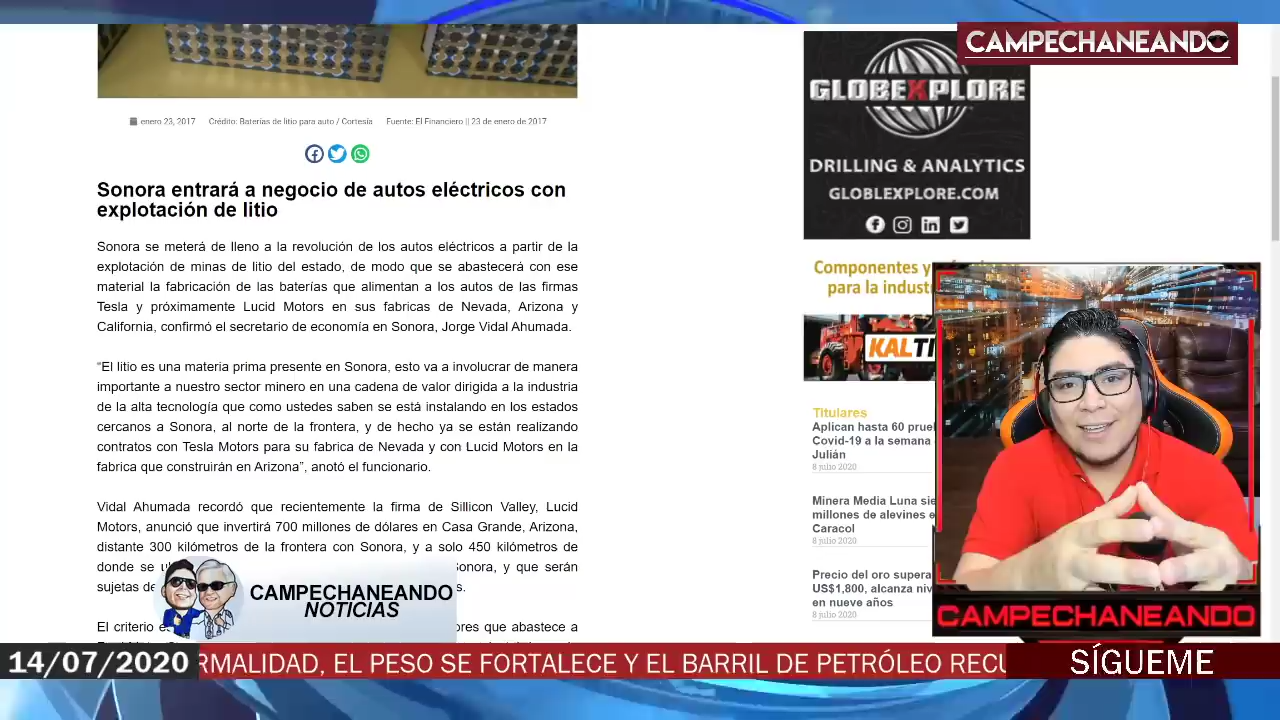 CAMPECHANEANDO
GLOBEXPLORE
DRILLING & ANALYTICS
GLOBLEXPLORE.COM
enero 23, 2017 Crédito: Baterías de litio para auto / Cortesía Fuente: El Financiero || 23 de enero de 2017
Sonora entrará a negocio de autos eléctricos con
explotación de litio
Sonora se meterá de lleno a la revolución de los autos eléctricos a partir de la
explotación de minas de litio del estado, de modo que se abastecerá con ese
material la fabricación de las baterías que alimentan a los autos de las firmas
Tesla y próximamente Lucid Motors en sus fabricas de Nevada, Arizona y
California, confirmó el secretario de economía en Sonora, Jorge Vidal Ahumada.
“El litio es una materia prima presente en Sonora, esto va a involucrar de manera
importante a nuestro sector minero en una cadena de valor dirigida a la industria
de la alta tecnología que como ustedes saben se está instalando en los estados
cercanos a Sonora, al norte de la frontera, y de hecho ya se están realizando
contratos con Tesla Motors para su fabrica de Nevada y con Lucid Motors en la
fabrica que construirán en Arizona”, anotó el funcionario.
Vidal Ahumada recordó que recientemente la firma de Sillicon Valley, Lucid
Motors, anunció que invertirá 700 millones de dólares en Casa Grande, Arizona,
distante 300 kilómetros de la frontera con Sonora, y a solo 450 kilómetros de
donde se Sonora, y que serán
sujetas de s.
El criterio ores que abastece a
Componentes y
para la indust
KALTI
Titulares
Aplican hasta 60 prue
Covid-19 a la semana
Julián
8 julio 2020
Minera Media Luna sie
millones de alevines e
Caracol
8 julio 2020
Precio del oro supera
US$1,800, alcanza niv
en nueve años
8 julio 2020
CAMPECHANEANDO
CAMPECHANEANDO
NOTICIAS
14/07/2020 RMALIDAD, EL PESO SE FORTALECE Y EL BARRIL DE PETRÓLEO RECU SÍGUEME